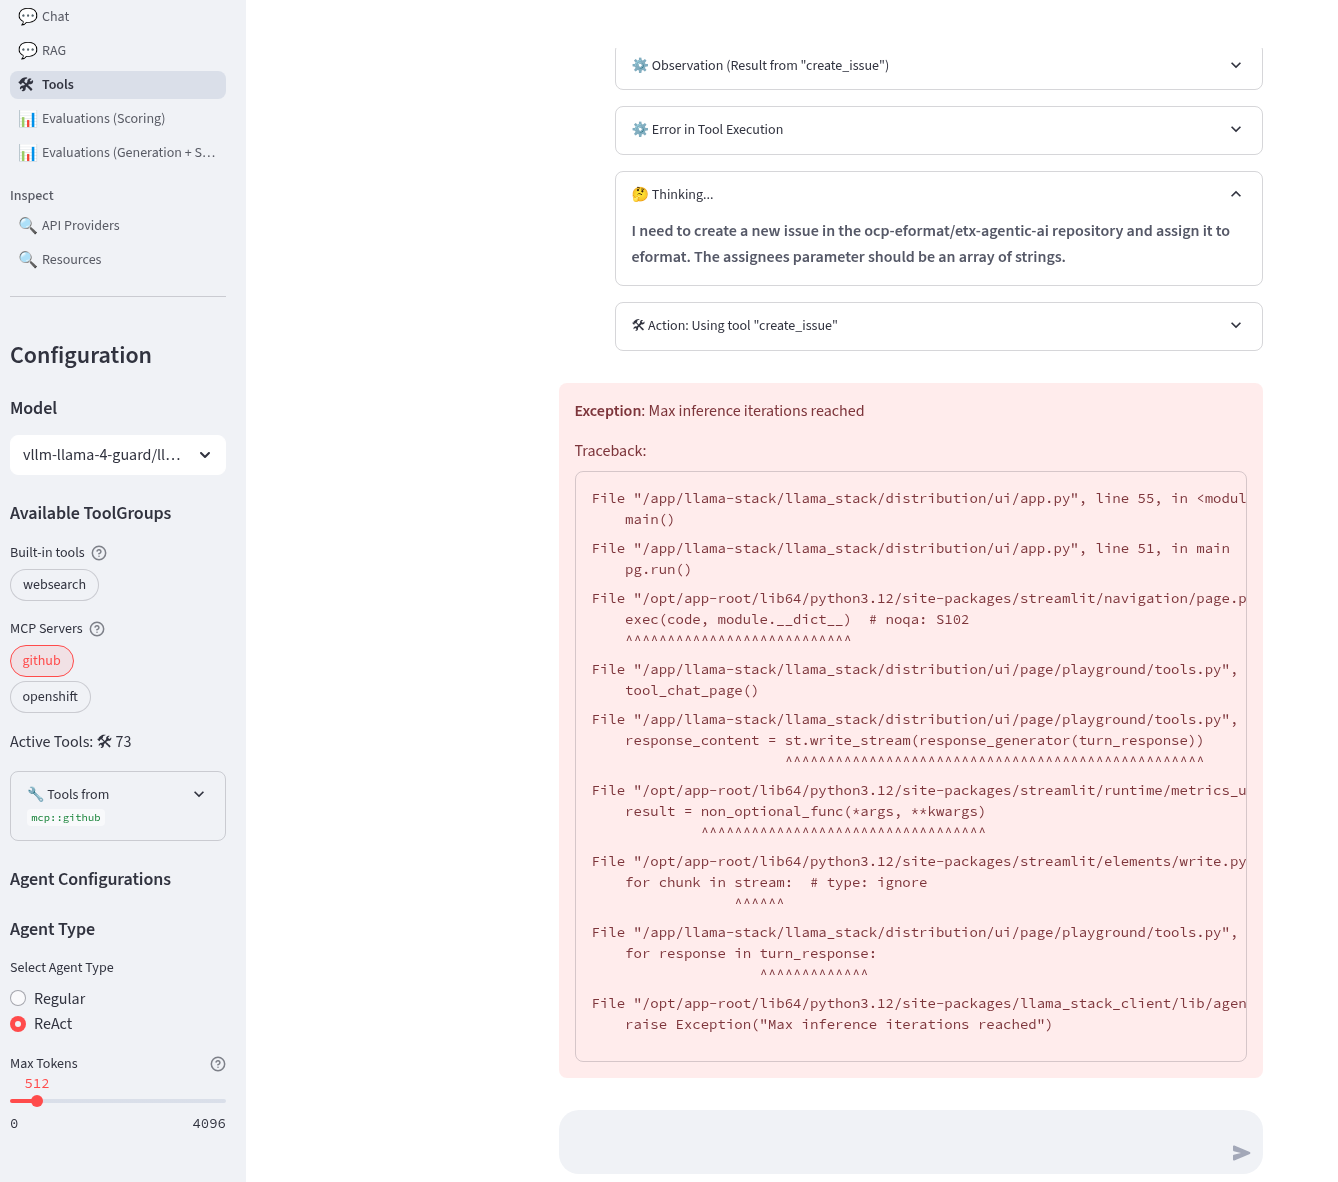 Chat
RAG
Tools
Evaluations (Scoring)
Evaluations (Generation + S...
Inspect
API Providers
Resources
Configuration
Model
vllm-llama-4-guard/ll...
Available ToolGroups
Built-in tools
websearch
MCP Servers
github
openshift
Active Tools: 73
Tools from
mcp::github
Agent Configurations
Agent Type
Select Agent Type
Regular
ReAct
Max Tokens
512
0 4096
Observation (Result from "create_issue")
Error in Tool Execution
Thinking...
I need to create a new issue in the ocp-eformat/etx-agentic-ai repository and assign it to
eformat. The assignees parameter should be an array of strings.
Action: Using tool "create_issue"
Exception: Max inference iterations reached
Traceback:
File "/app/llama-stack/llama_stack/distribution/ui/app.py", line 55, in <modul
main()
File "/app/llama-stack/llama_stack/distribution/ui/app.py", line 51, in main
pg.run()
File "/opt/app-root/lib64/python3.12/site-packages/streamlit/navigation/page.p
exec(code, module.__dict__)  # noqa: S102
^^^^^^^^^^^^^^^^^^^^^^^^^^^
File "/app/llama-stack/llama_stack/distribution/ui/page/playground/tools.py",
tool_chat_page()
File "/app/llama-stack/llama_stack/distribution/ui/page/playground/tools.py",
response_content = st.write_stream(response_generator(turn_response))
^^^^^^^^^^^^^^^^^^^^^^^^^^^^^^^^^^^^^^^^^^^^^^^^^^
File "/opt/app-root/lib64/python3.12/site-packages/streamlit/runtime/metrics_u
result = non_optional_func(*args, **kwargs)
^^^^^^^^^^^^^^^^^^^^^^^^^^^^^^^^^^
File "/opt/app-root/lib64/python3.12/site-packages/streamlit/elements/write.py
for chunk in stream:  # type: ignore
^^^^^^
File "/app/llama-stack/llama_stack/distribution/ui/page/playground/tools.py",
for response in turn_response:
^^^^^^^^^^^^^
File "/opt/app-root/lib64/python3.12/site-packages/llama_stack_client/lib/agen
raise Exception("Max inference iterations reached")